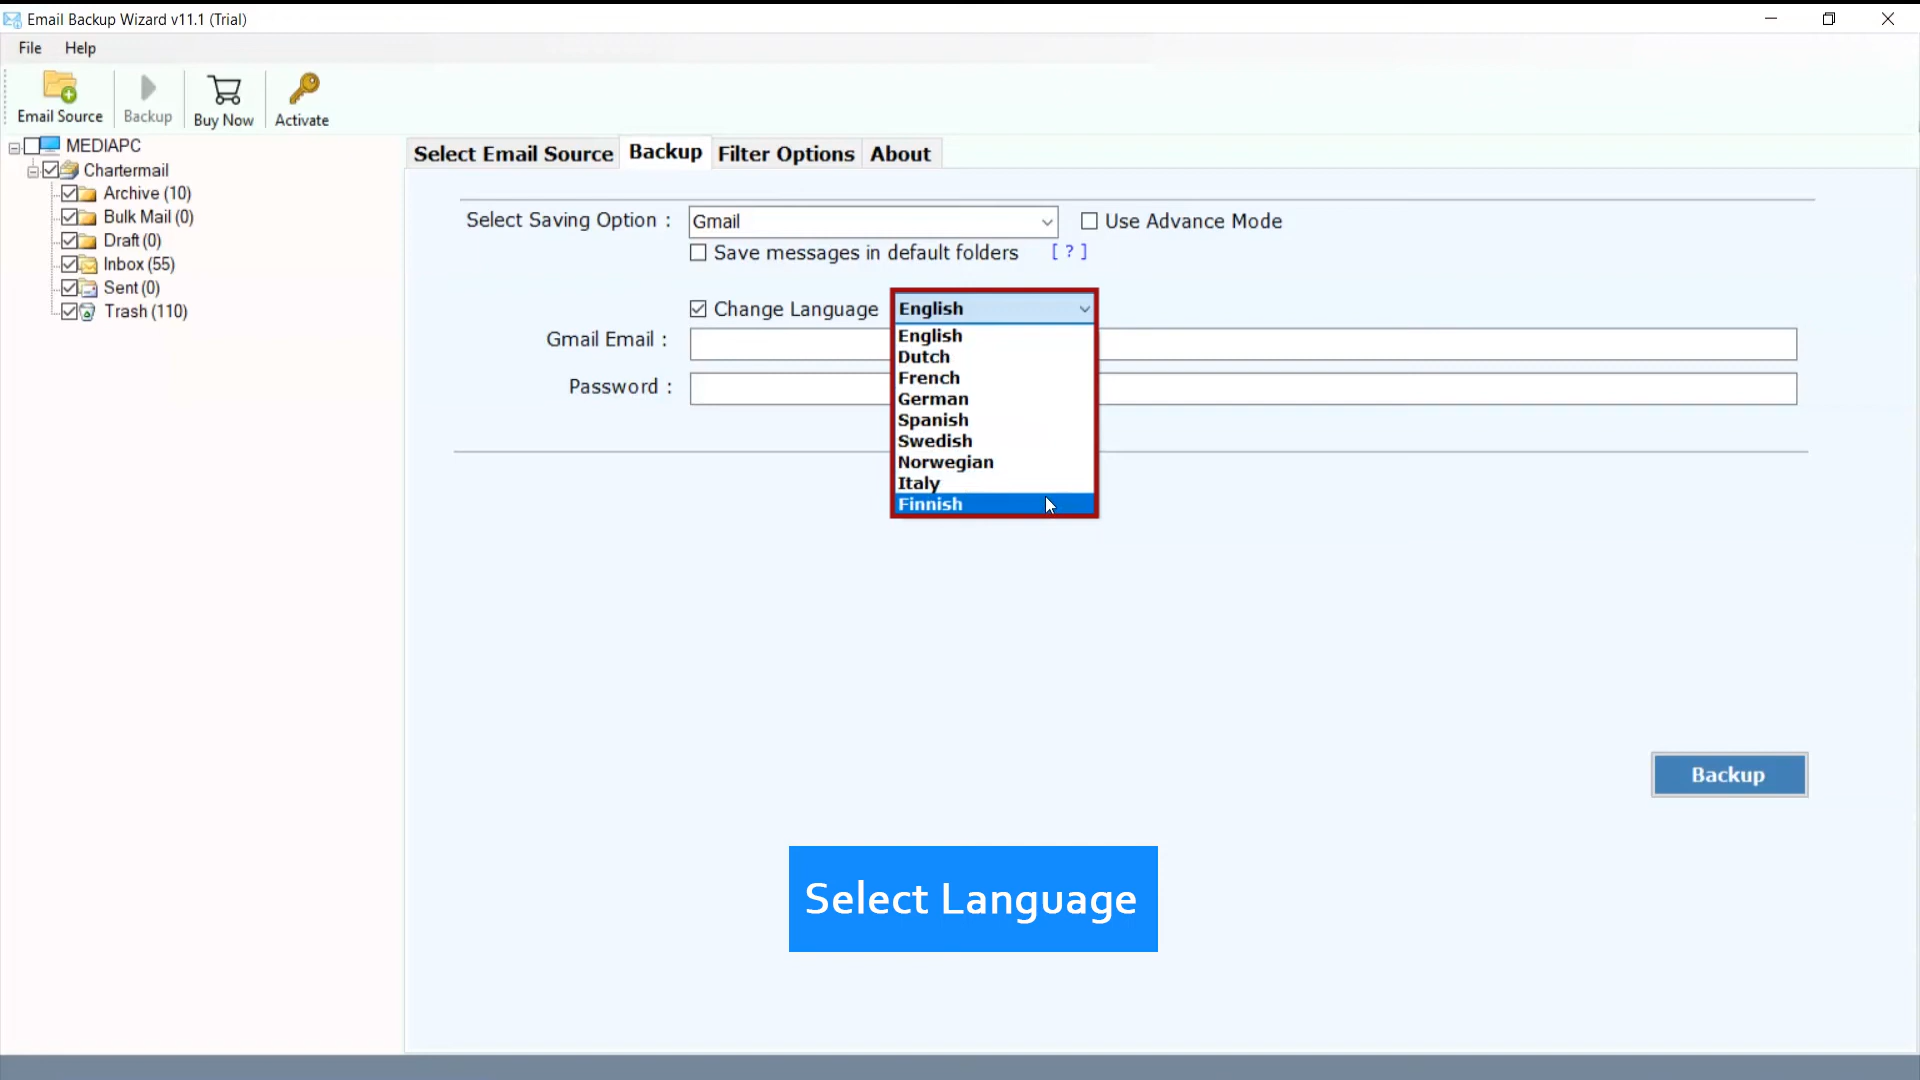 Email Backup Wizard v11.1 (Trial)
File Help
Email Source Backup Buy Now Activate
MEDIAPC
Chartermail
Archive (10)
Bulk Mail (0)
Draft (0)
Inbox (55)
Sent (0)
Trash (110)
Select Email Source Backup Filter Options About
Select Saving Option : Gmail Use Advance Mode
Save messages in default folders [ ? ]
Change Language English
Gmail Email :
Password :
English
Dutch
French
German
Spanish
Swedish
Norwegian
Italy
Finnish
Backup
Select Language